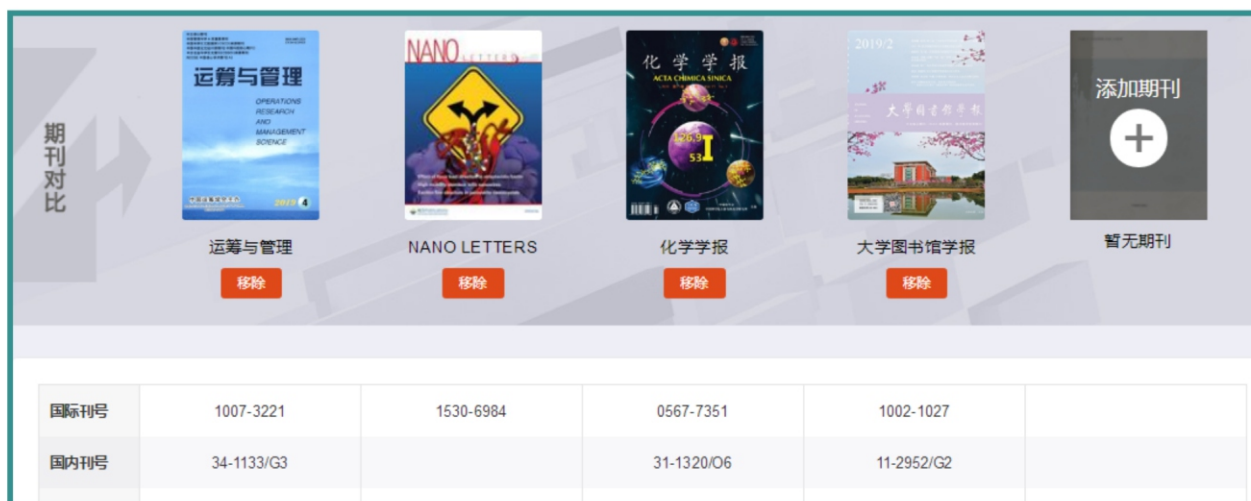 期刊对比
运筹与管理
OPERATIONS
RESEARCH
AND
MANAGEMENT
SCIENCE
2019 4
NANO LETTERS
化学学报
ACTA CHIMICA SINICA
2019/2
大学图书馆学报
添加期刊
运筹与管理
NANO LETTERS
化学学报
大学图书馆学报
暂无期刊
移除
移除
移除
移除
国际刊号 1007-3221 1530-6984 0567-7351 1002-1027
国内刊号 34-1133/G3 31-1320/O6 11-2952/G2